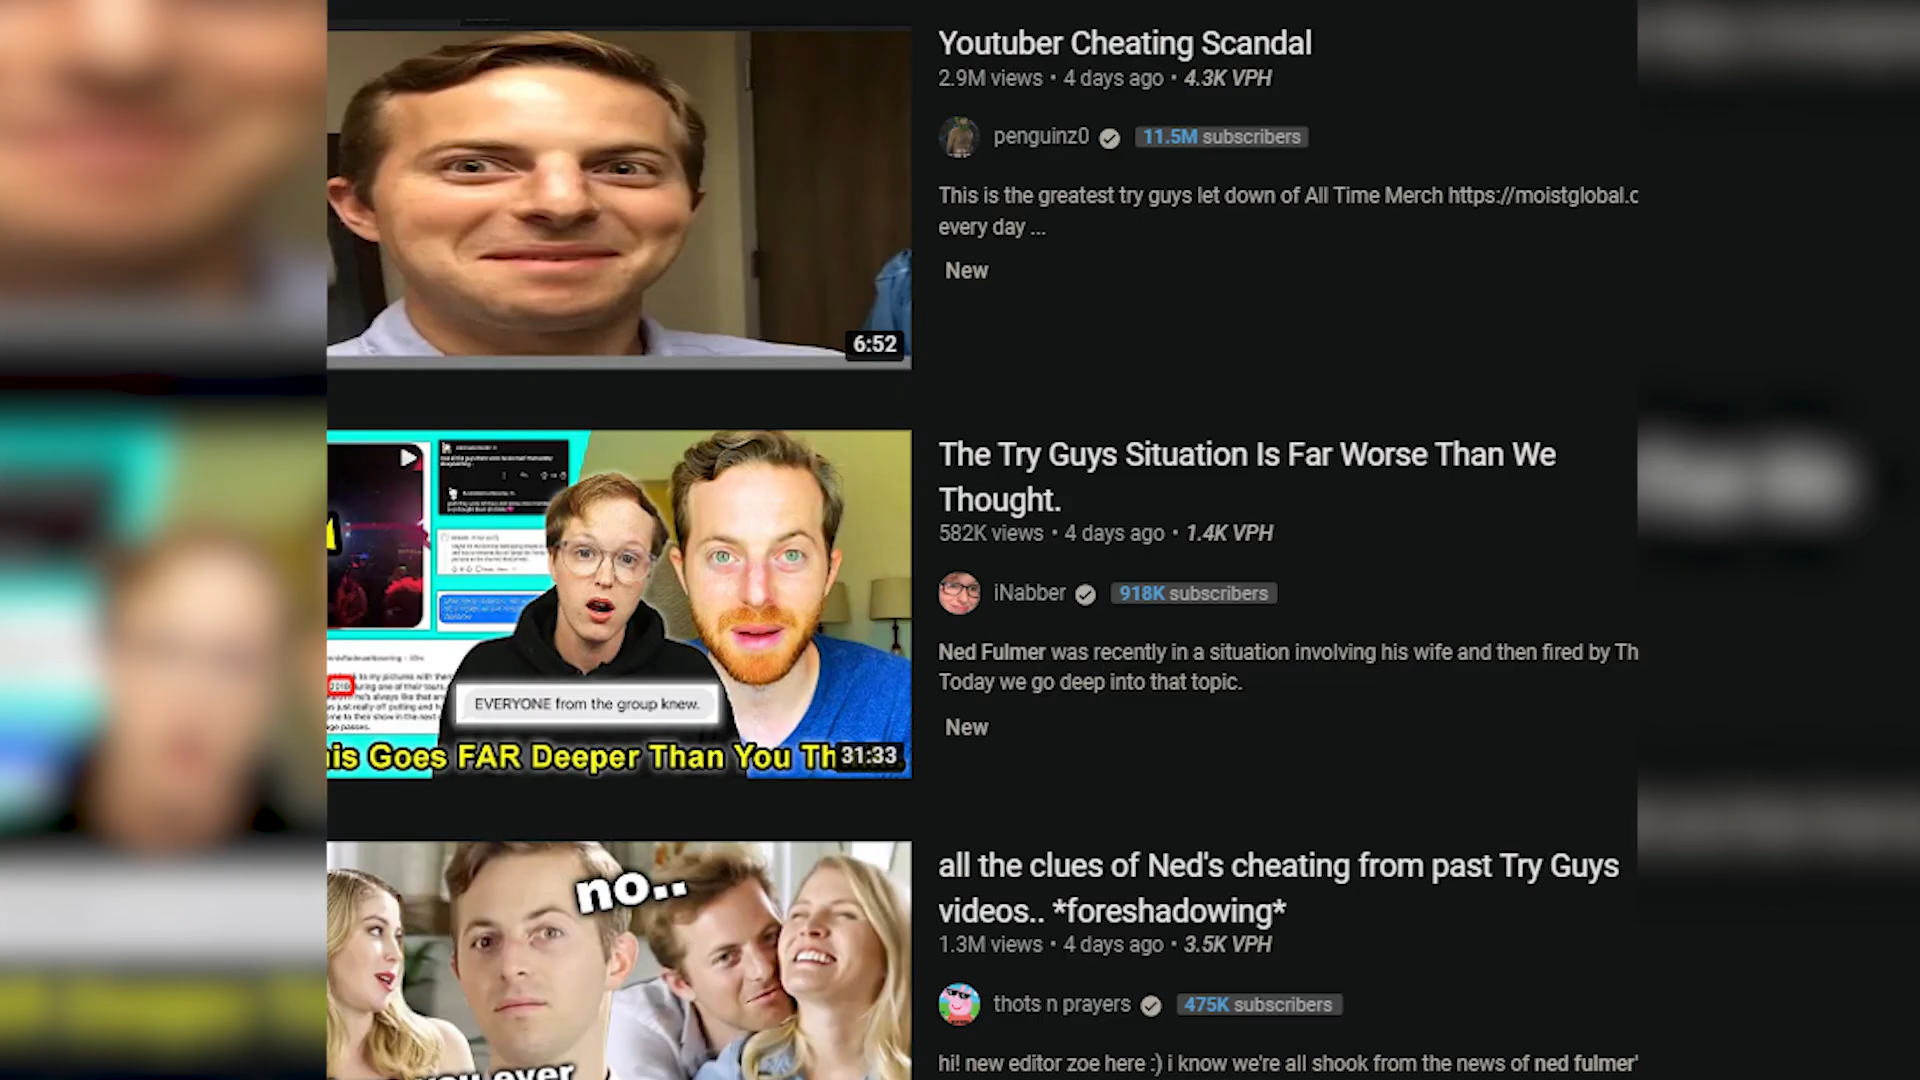 Youtuber Cheating Scandal
2.9M views • 4 days ago • 4.3K VPH
penguinz0
11.5M subscribers
This is the greatest try guys let down of All Time Merch https://moistglobal.c
every day ...
New
6:52
The Try Guys Situation Is Far Worse Than We
Thought.
582K views • 4 days ago • 1.4K VPH
iNabber
918K subscribers
Ned Fulmer was recently in a situation involving his wife and then fired by Th
Today we go deep into that topic.
New
EVERYONE from the group knew.
is Goes FAR Deeper Than You Th
31:33
all the clues of Ned's cheating from past Try Guys
videos.. *foreshadowing*
1.3M views • 4 days ago • 3.5K VPH
thots n prayers
475K subscribers
hi! new editor zoe here :) i know we're all shook from the news of ned fulmer'
no..
you ever